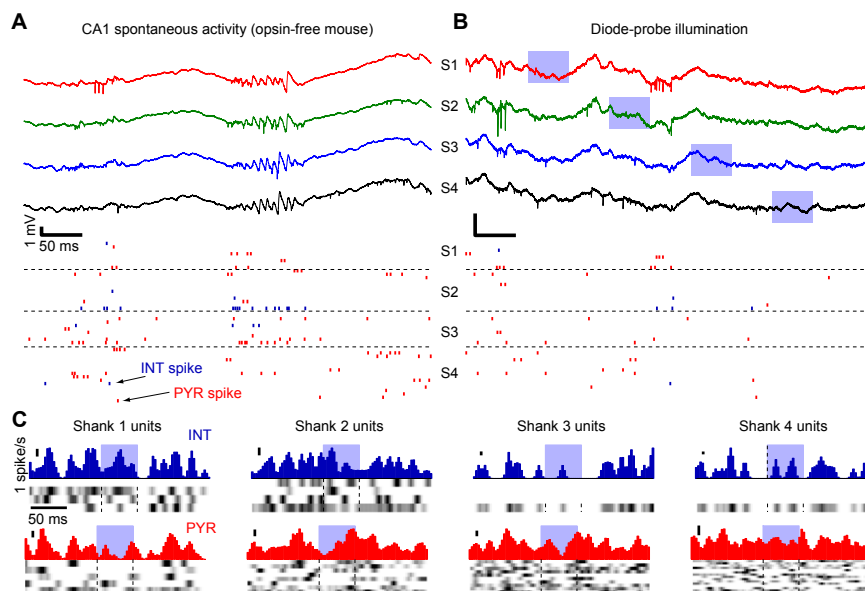 A
CA1 spontaneous activity (opsin-free mouse)
B
Diode-probe illumination
S1
S2
S3
S4
1 mV
50 ms
S1
S2
S3
S4
INT spike
PYR spike
C
Shank 1 units
Shank 2 units
Shank 3 units
Shank 4 units
INT
1 spike/s
50 ms
PYR